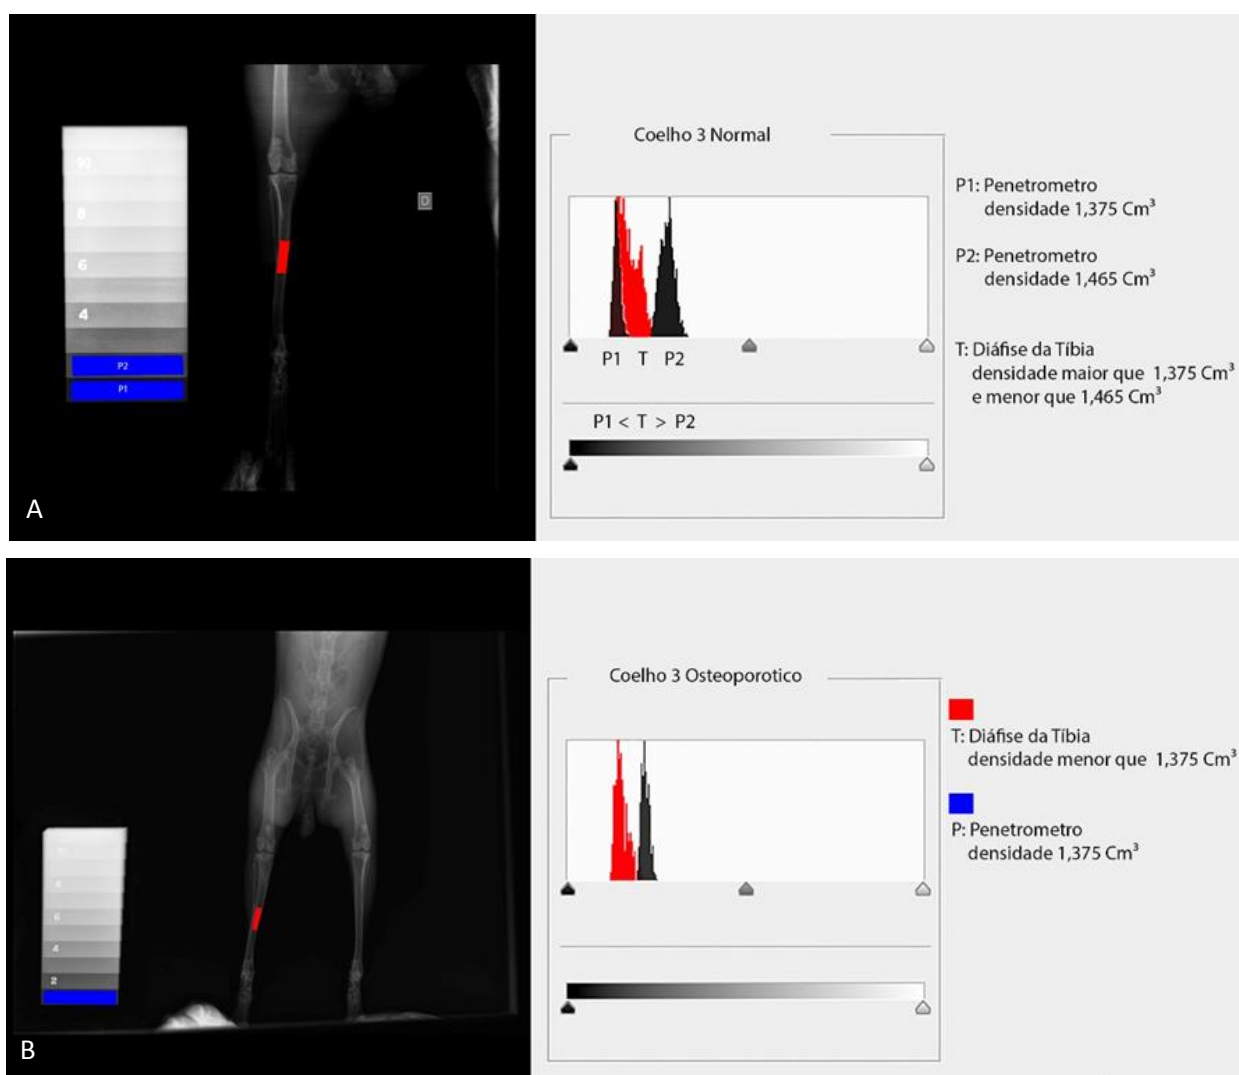 92
8
6
4
P2
P1
D
A
Coelho 3 Normal
P1 T P2
P1 < T > P2
P1: Penetrometro
densidade 1,375 Cm³
P2: Penetrometro
densidade 1,465 Cm³
T: Diáfise da Tíbia
densidade maior que 1,375 Cm³
e menor que 1,465 Cm³
8
6
4
2
B
Coelho 3 Osteoporotico
T: Diáfise da Tíbia
densidade menor que 1,375 Cm³
P: Penetrometro
densidade 1,375 Cm³